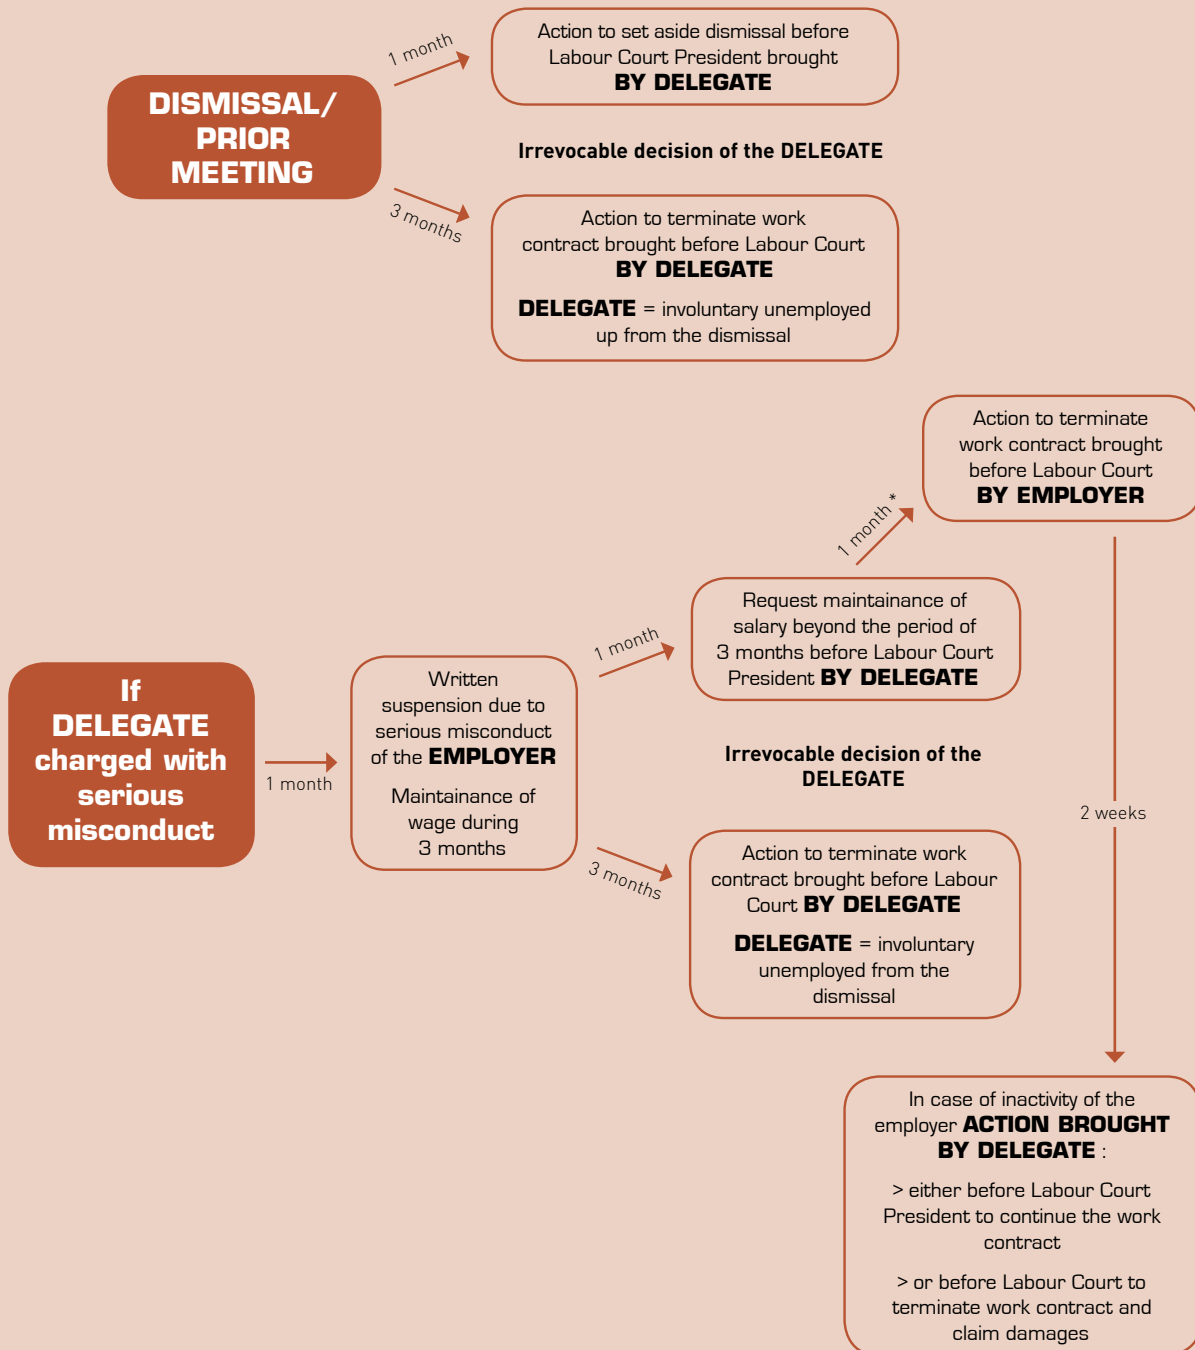 1 month
Action to set aside dismissal before
Labour Court President brought
BY DELEGATE
DISMISSAL/
PRIOR
MEETING
Irrevocable decision of the DELEGATE
3 months
Action to terminate work
contract brought before Labour Court
BY DELEGATE
DELEGATE = involuntary unemployed
up from the dismissal
Action to terminate
work contract brought
before Labour Court
BY EMPLOYER
1 month *
If
DELEGATE
charged with
serious
misconduct
1 month
Written
suspension due to
serious misconduct
of the EMPLOYER
Maintainance of
wage during
3 months
1 month
Request maintainance of
salary beyond the period of
3 months before Labour Court
President BY DELEGATE
Irrevocable decision of the
DELEGATE
3 months
Action to terminate work
contract brought before Labour
Court BY DELEGATE
DELEGATE = involuntary
unemployed from the
dismissal
2 weeks
In case of inactivity of the
employer ACTION BROUGHT
BY DELEGATE :
> either before Labour Court
President to continue the work
contract
> or before Labour Court to
terminate work contract and
claim damages